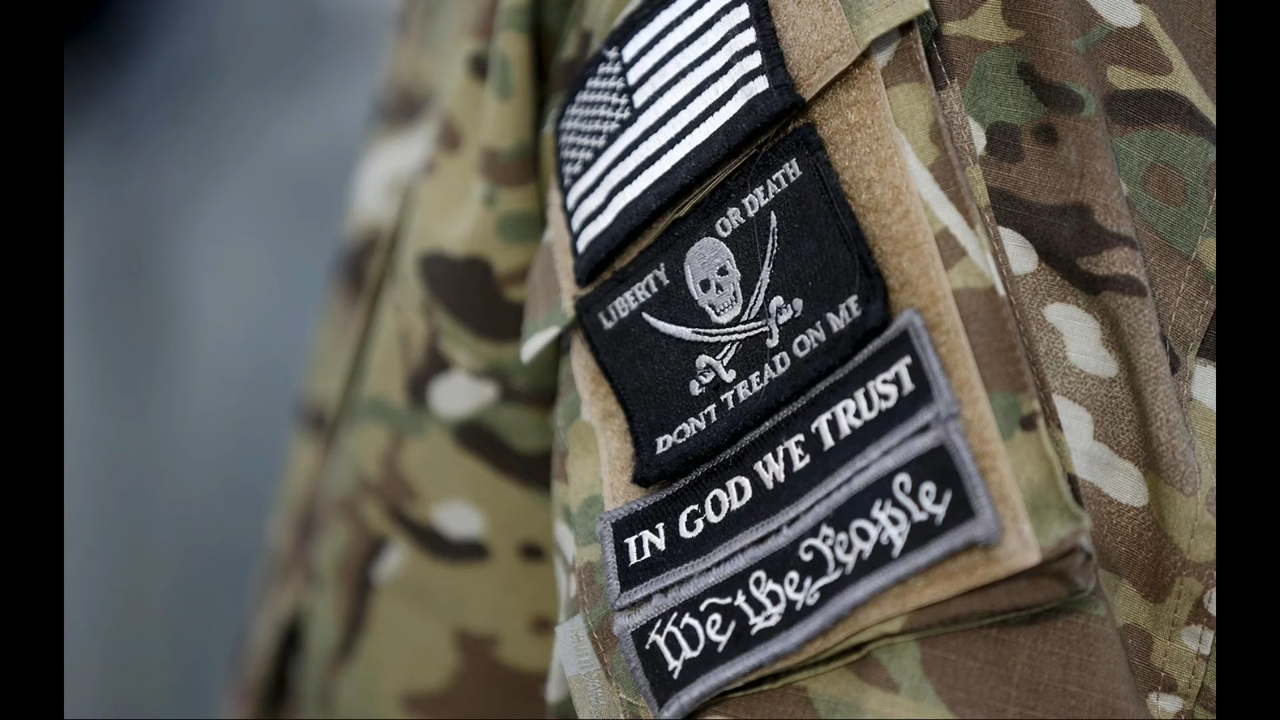 LIBERTY OR DEATH
DONT TREAD ON ME
IN GOD WE TRUST
We the People